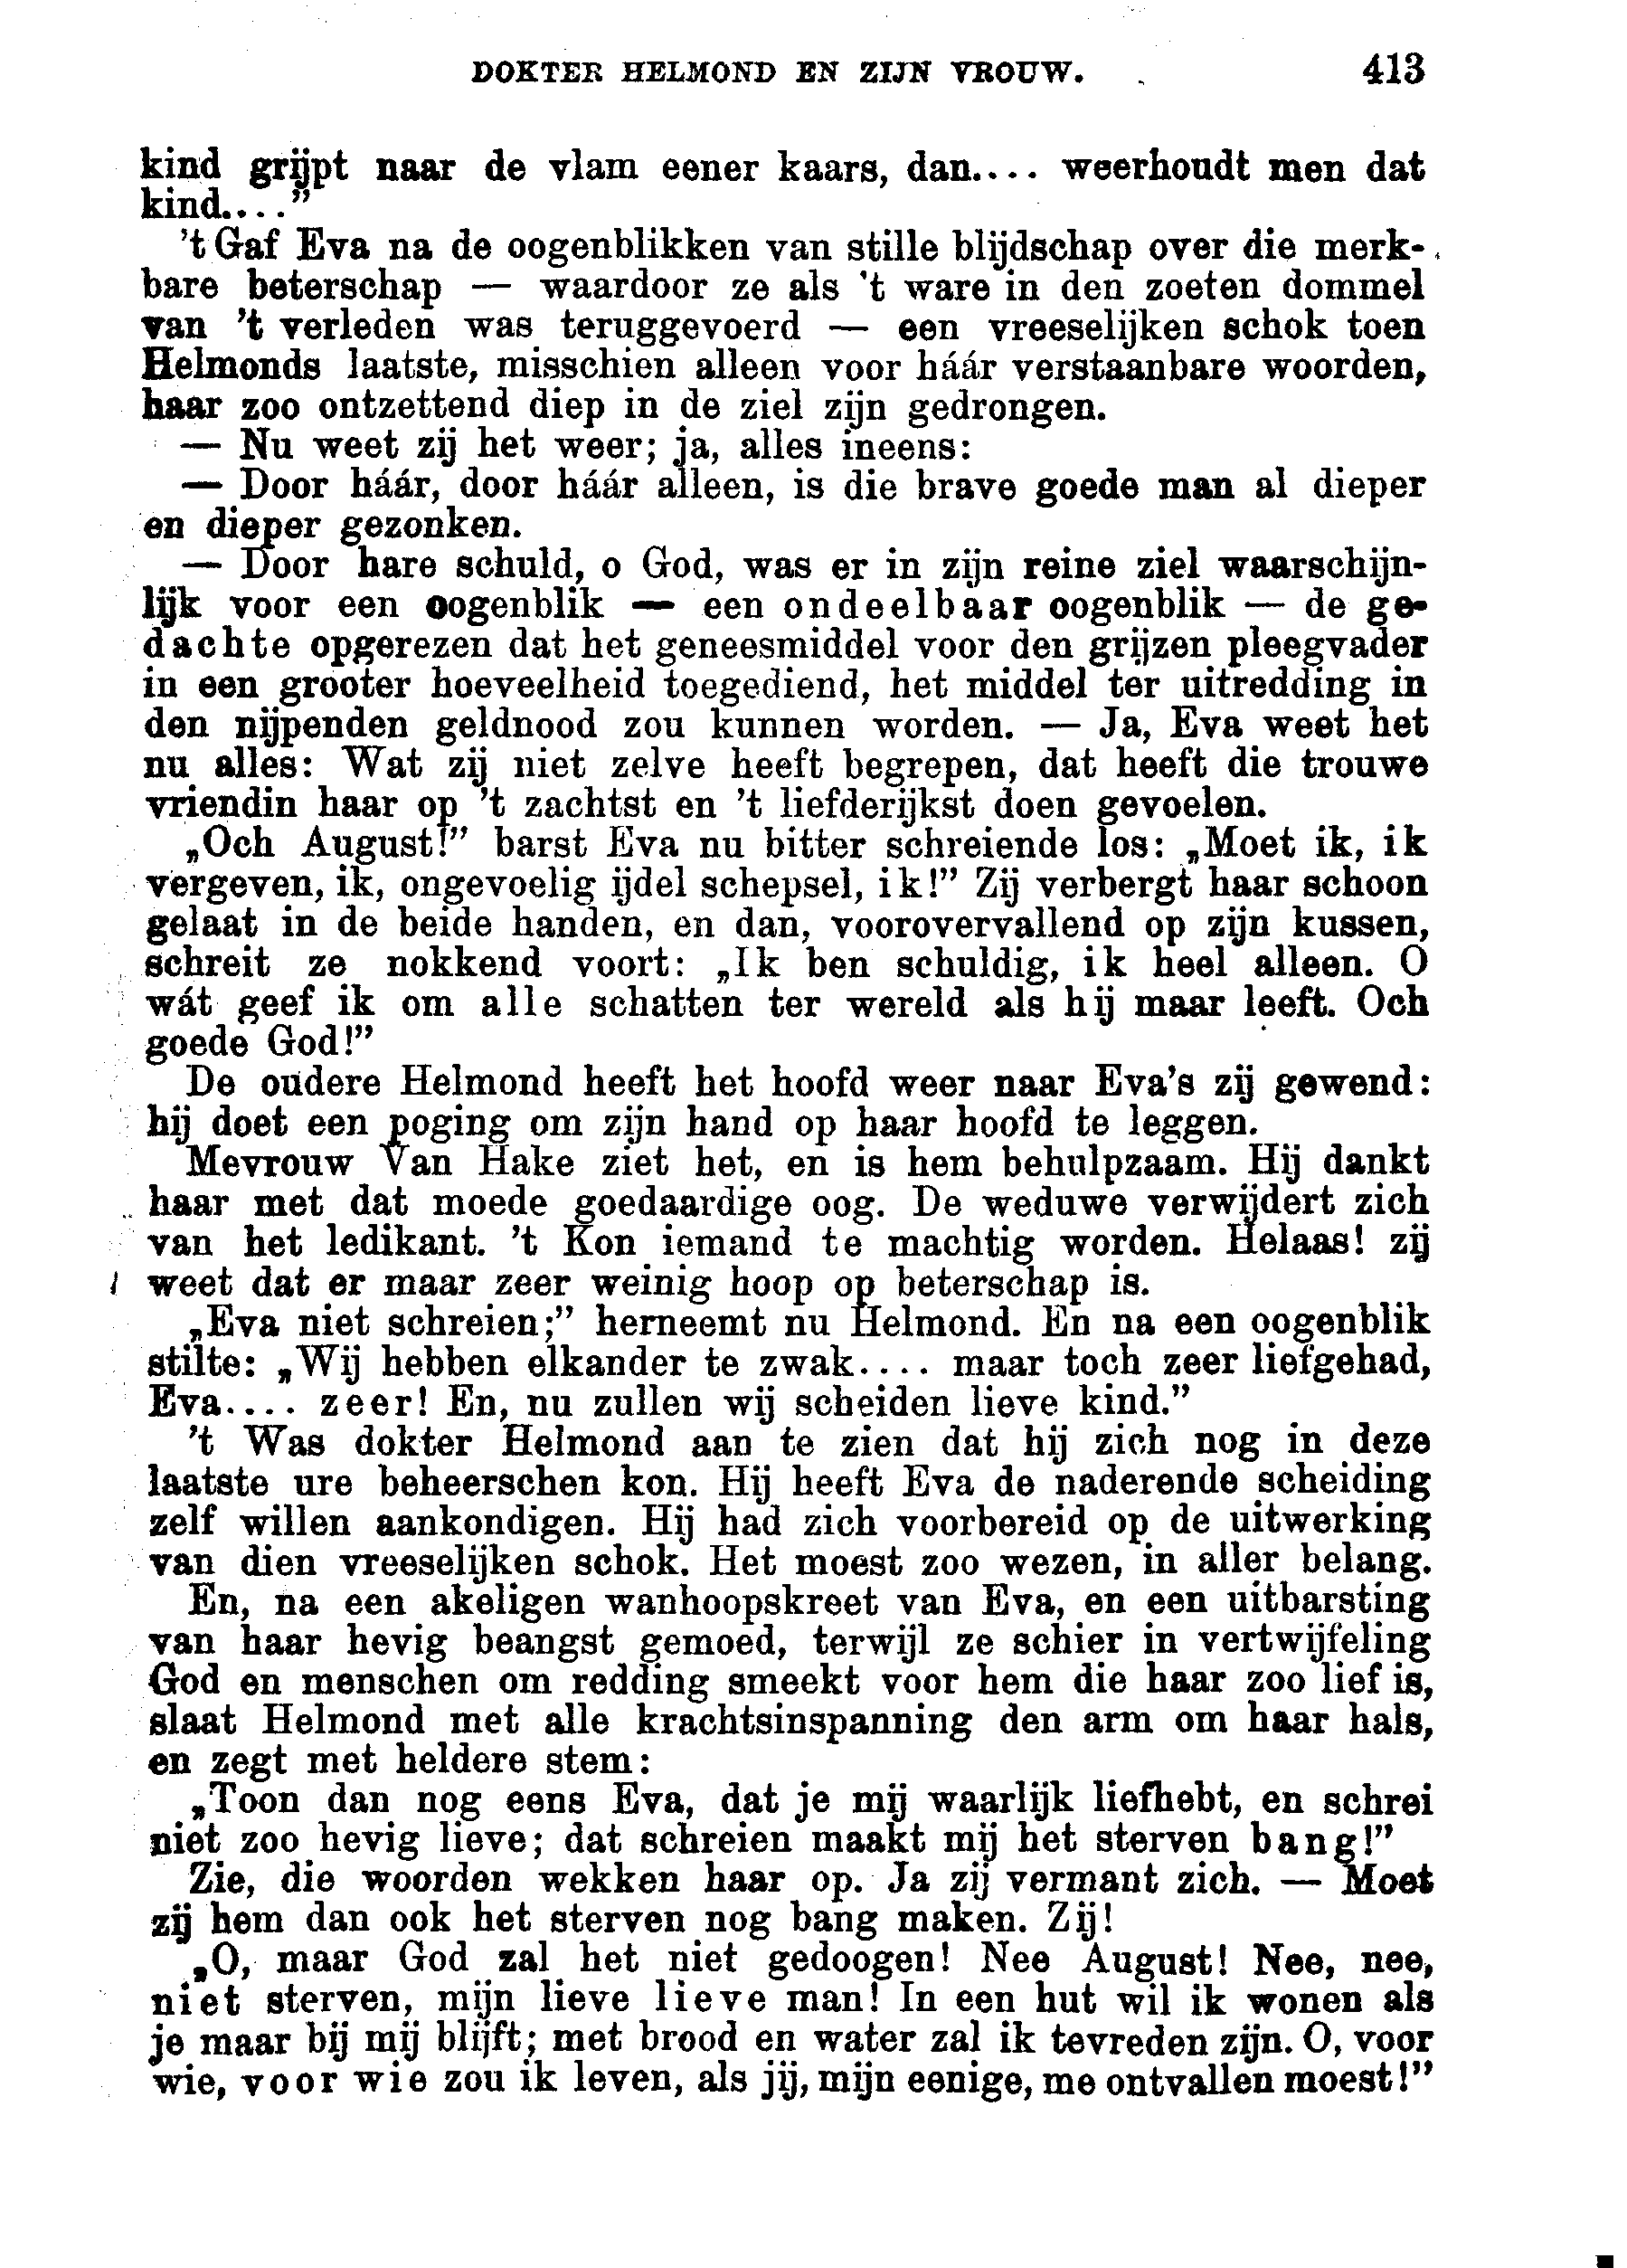 DOKTER HELMOND EN ZIJN VROUW. 413
kind grijpt naar de vlam eener kaars, dan.... weerhoudt men dat
kind....”
’t Gaf Eva na de oogenblikken van stille blijdschap over die merk-
bare beterschap — waardoor ze als ’t ware in den zoeten dommel
van ’t verleden was teruggevoerd — een vreeselijken schok toen
Helmonds laatste, misschien alleen voor háár verstaanbare woorden,
haar zoo ontzettend diep in de ziel zijn gedrongen.
— Nu weet zij het weer; ja, alles ineens:
— Door háár, door háár alleen, is die brave goede man al dieper
en dieper gezonken.
— Door hare schuld, o God, was er in zijn reine ziel waarschijn-
lijk voor een oogenblik — een ondeelbaar oogenblik — de ge-
dachte opgerezen dat het geneesmiddel voor den grijzen pleegvader
in een grooter hoeveelheid toegediend, het middel ter uitredding in
den nijpenden geldnood zou kunnen worden. — Ja, Eva weet het
nu alles: Wat zij niet zelve heeft begrepen, dat heeft die trouwe
vriendin haar op ’t zachtst en ’t liefderijkst doen gevoelen.
„Och August!” barst Eva nu bitter schreiende los: „Moet ik, ik
vergeven, ik, ongevoelig ijdel schepsel, ik!” Zij verbergt haar schoon
gelaat in de beide handen, en dan, voorovervallend op zijn kussen,
schreit ze nokkend voort: „Ik ben schuldig, ik heel alleen. O
wát geef ik om alle schatten ter wereld als hij maar leeft. Och
goede God!”
De oudere Helmond heeft het hoofd weer naar Eva’s zij gewend:
hij doet een poging om zijn hand op haar hoofd te leggen.
Mevrouw Van Hake ziet het, en is hem behulpzaam. Hij dankt
haar met dat moede goedaardige oog. De weduwe verwijdert zich
van het ledikant. ’t Kon iemand te machtig worden. Helaas! zij
weet dat er maar zeer weinig hoop op beterschap is.
„Eva niet schreien;” herneemt nu Helmond. En na een oogenblik
stilte: „Wij hebben elkander te zwak.... maar toch zeer liefgehad,
Eva.... zeer! En, nu zullen wij scheiden lieve kind.”
’t Was dokter Helmond aan te zien dat hij zich nog in deze
laatste ure beheerschen kon. Hij heeft Eva de naderende scheiding
zelf willen aankondigen. Hij had zich voorbereid op de uitwerking
van dien vreeselijken schok. Het moest zoo wezen, in aller belang.
En, na een akeligen wanhoopskreet van Eva, en een uitbarsting
van haar hevig beangst gemoed, terwijl ze schier in vertwijfeling
God en menschen om redding smeekt voor hem die haar zoo lief is,
slaat Helmond met alle krachtsinspanning den arm om haar hals,
en zegt met heldere stem:
„Toon dan nog eens Eva, dat je mij waarlijk liefhebt, en schrei
niet zoo hevig lieve; dat schreien maakt mij het sterven bang!”
Zie, die woorden wekken haar op. Ja zij vermant zich. — Moet
zij hem dan ook het sterven nog bang maken. Zij!
„O, maar God zal het niet gedoogen! Nee August! Nee, nee,
niet sterven, mijn lieve lieve man! In een hut wil ik wonen als
je maar bij mij blijft; met brood en water zal ik tevreden zijn. O, voor
wie, voor wie zou ik leven, als jij, mijn eenige, me ontvallen moest!”